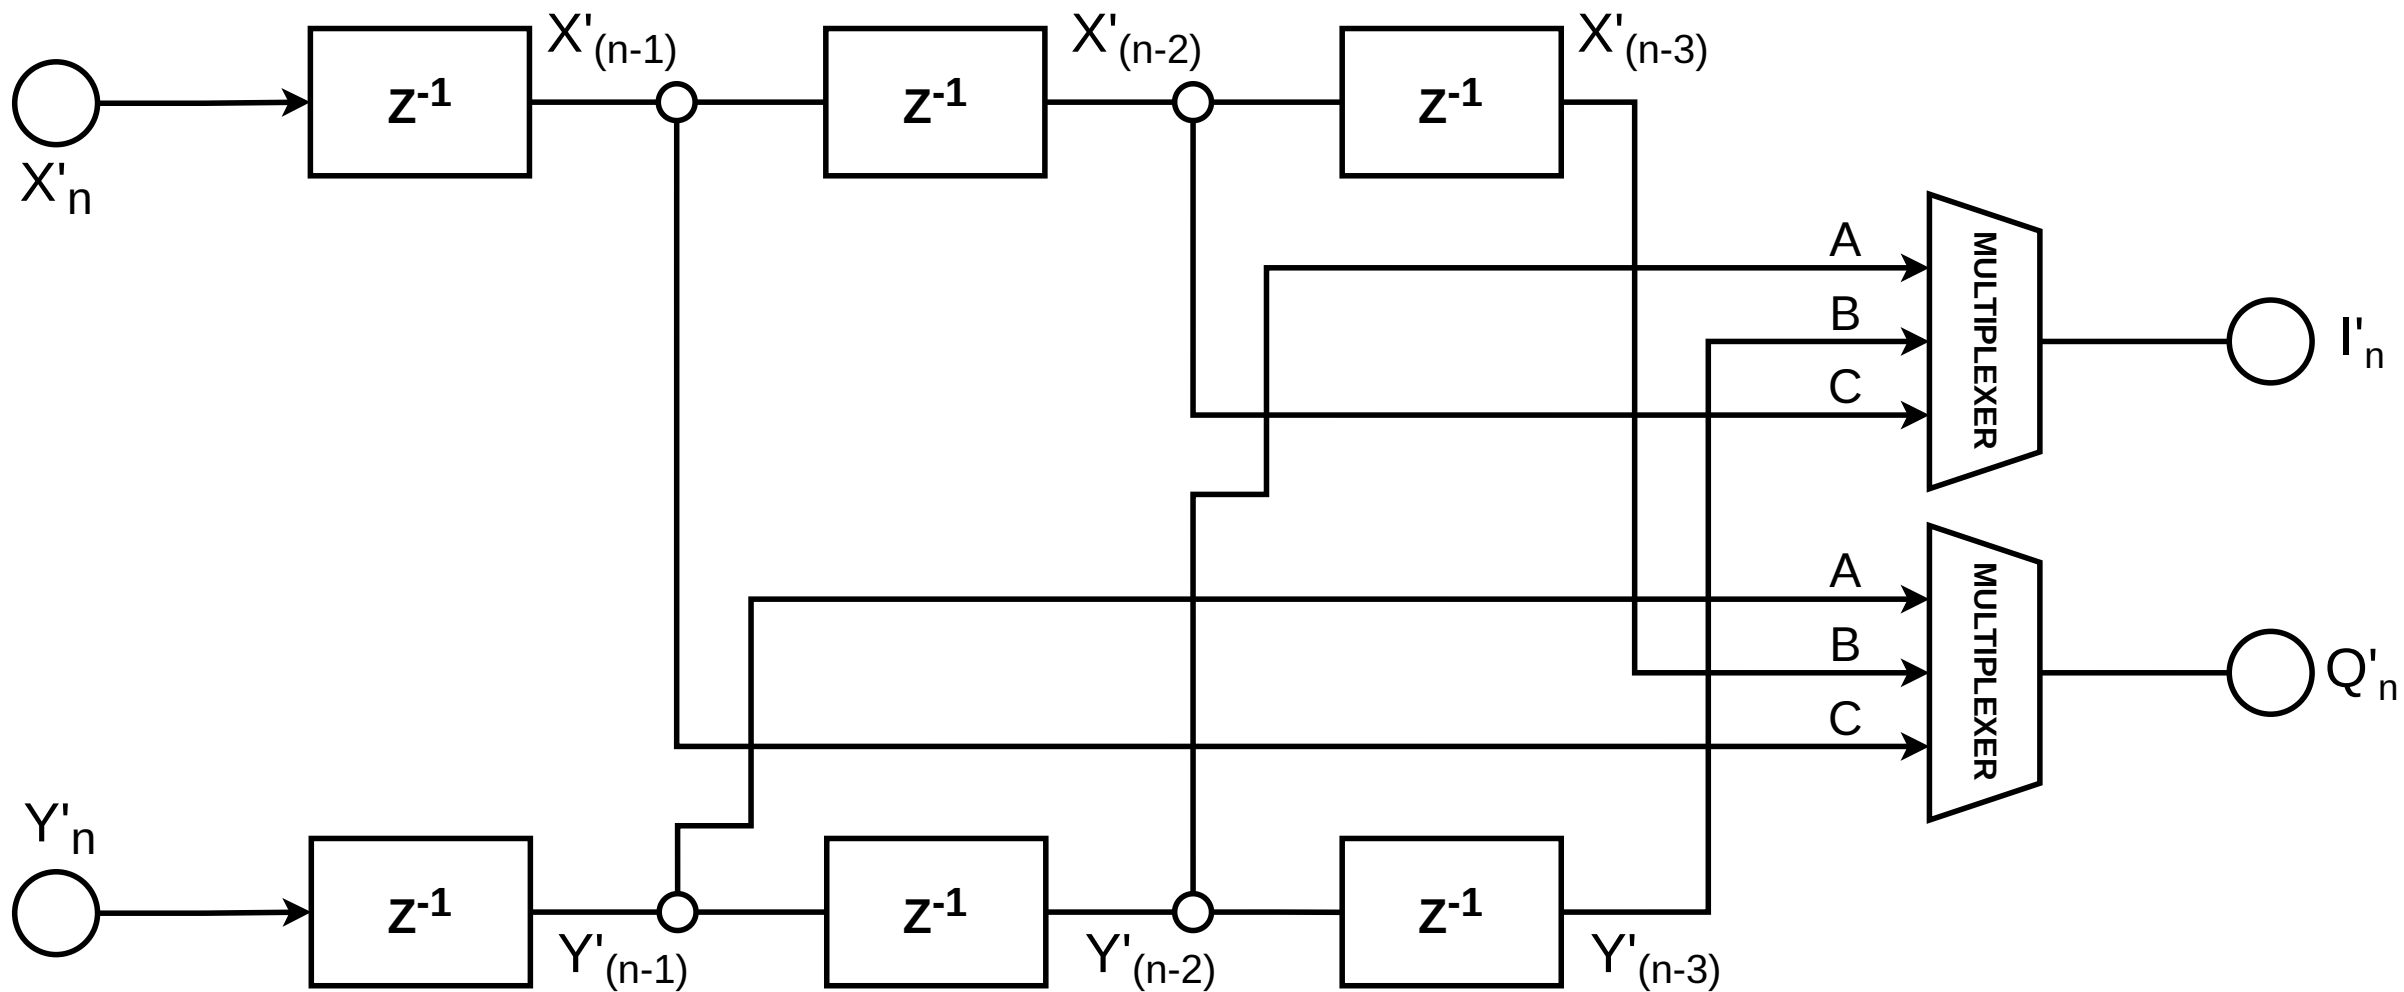 X'(n-1)
X'(n-2)
X'(n-3)
Z-1
Z-1
Z-1
X'n
A
B
C
MULTIPLEXER
I'n
A
B
C
MULTIPLEXER
Q'n
Y'n
Z-1
Z-1
Z-1
Y'(n-1)
Y'(n-2)
Y'(n-3)